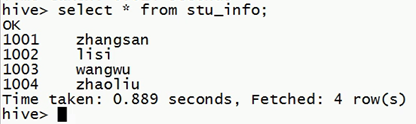 hive> select * from stu_info;
OK
1001    zhangsan
1002    lisi
1003    wangwu
1004    zhaoliu
Time taken: 0.889 seconds, Fetched: 4 row(s)
hive>